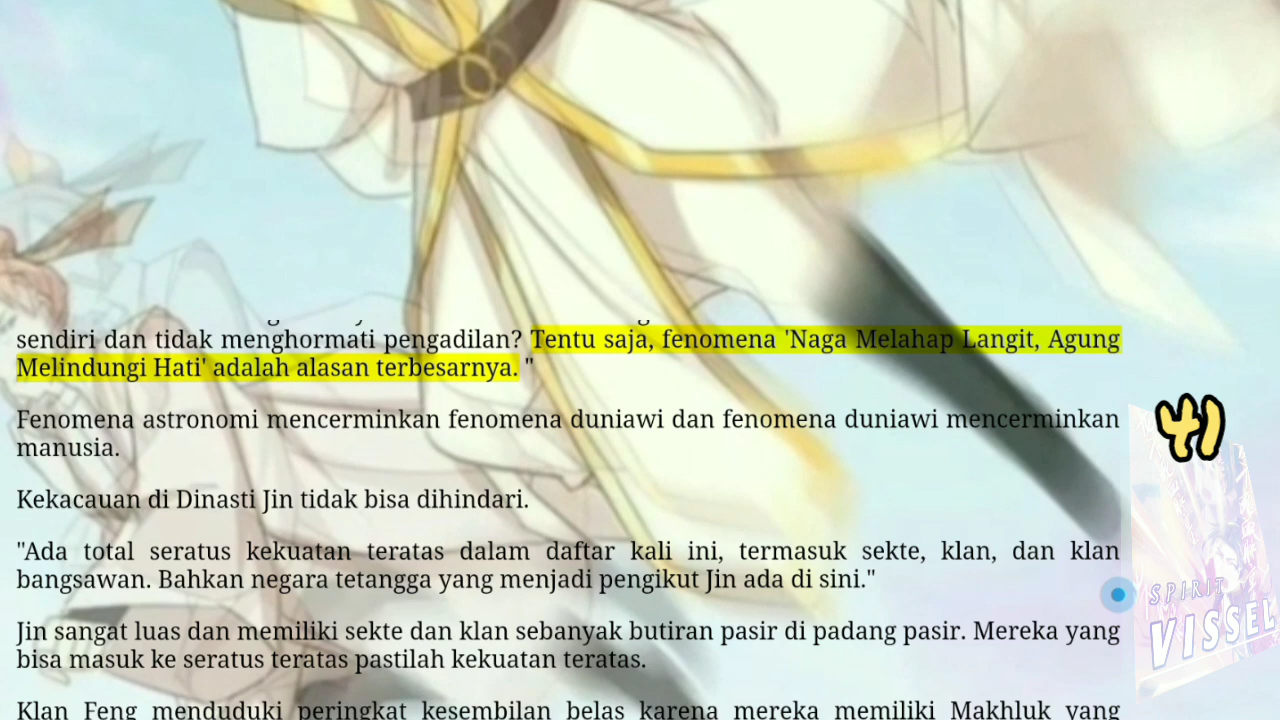 sendiri dan tidak menghormati pengadilan? Tentu saja, fenomena 'Naga Melahap Langit, Agung
Melindungi Hati' adalah alasan terbesarnya. "
Fenomena astronomi mencerminkan fenomena duniawi dan fenomena duniawi mencerminkan
manusia.
Kekacauan di Dinasti Jin tidak bisa dihindari.
"Ada total seratus kekuatan teratas dalam daftar kali ini, termasuk sekte, klan, dan klan
bangsawan. Bahkan negara tetangga yang menjadi pengikut Jin ada di sini."
Jin sangat luas dan memiliki sekte dan klan sebanyak butiran pasir di padang pasir. Mereka yang
bisa masuk ke seratus teratas pastilah kekuatan teratas.
Klan Feng menduduki peringkat kesembilan belas karena mereka memiliki Makhluk yang
41
SPIRIT
VISSEL